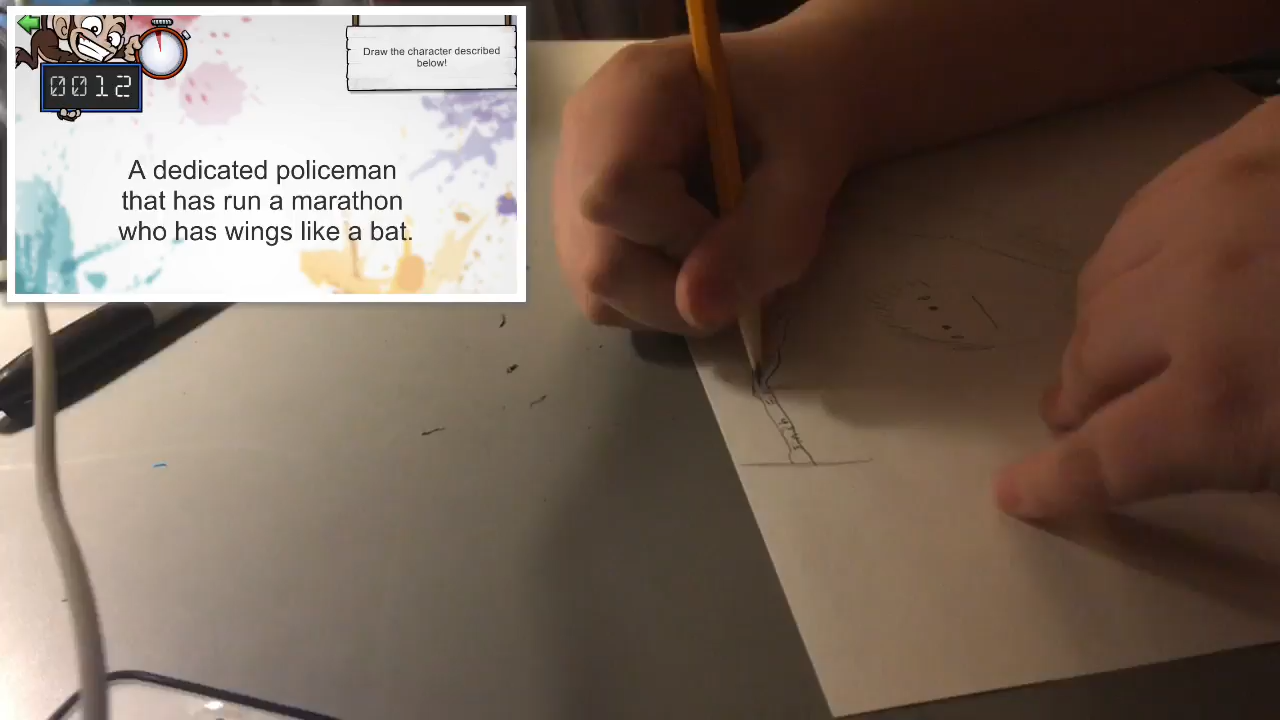 0012
Draw the character described
below!
A dedicated policeman
that has run a marathon
who has wings like a bat.